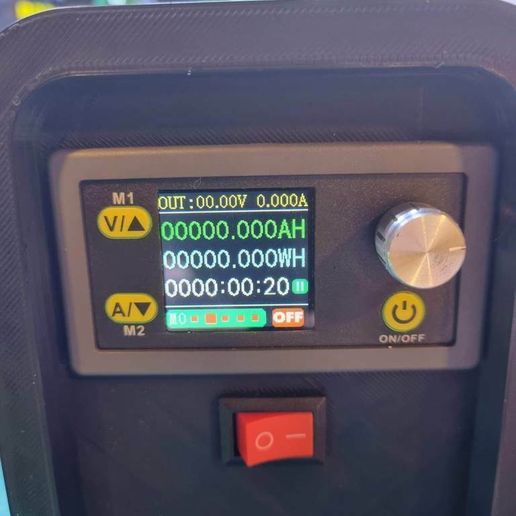 M1
V/▲
OUT:00.00V 0.000A
00000.000AH
00000.000WH
0000:00:20
M0 OFF
A/▼
M2
ON/OFF
O I